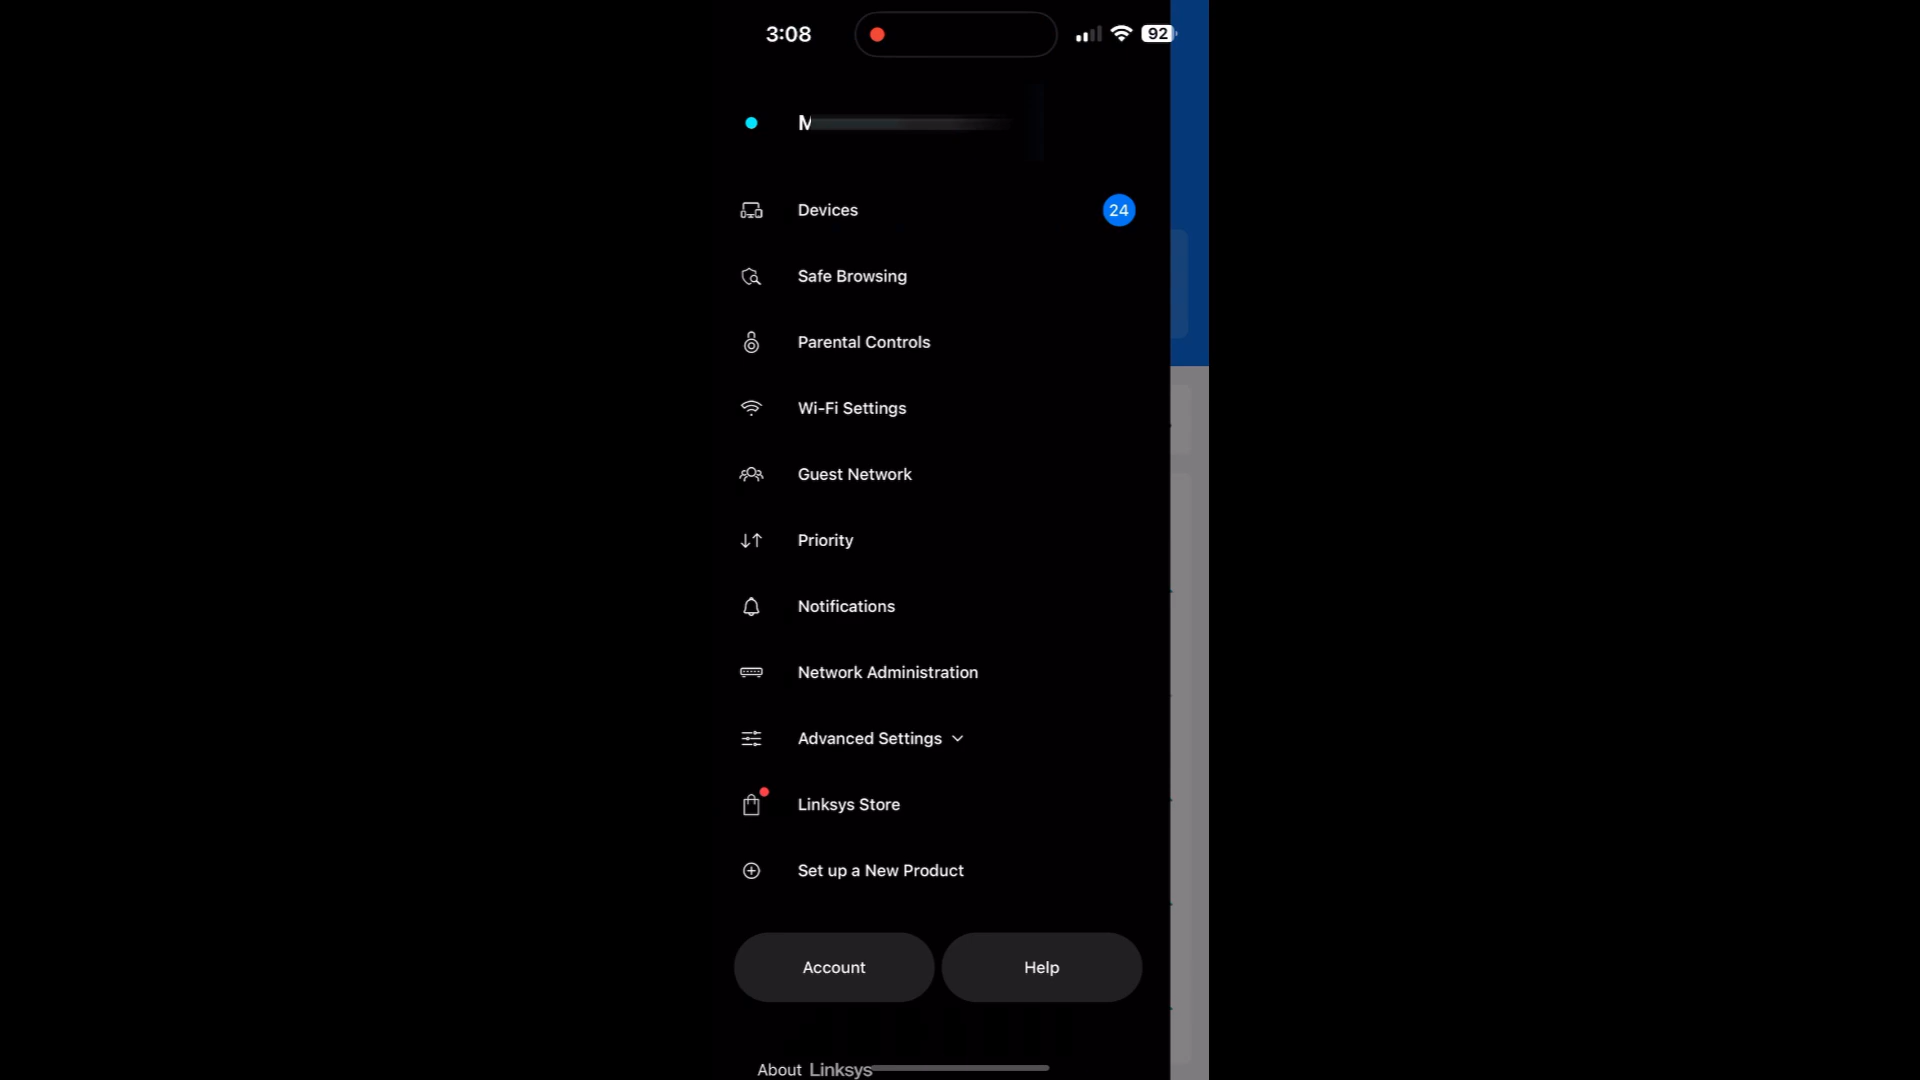 3:08
92
M
Devices
24
Safe Browsing
Parental Controls
Wi-Fi Settings
Guest Network
Priority
Notifications
Network Administration
Advanced Settings
Linksys Store
Set up a New Product
Account
Help
About Linksys